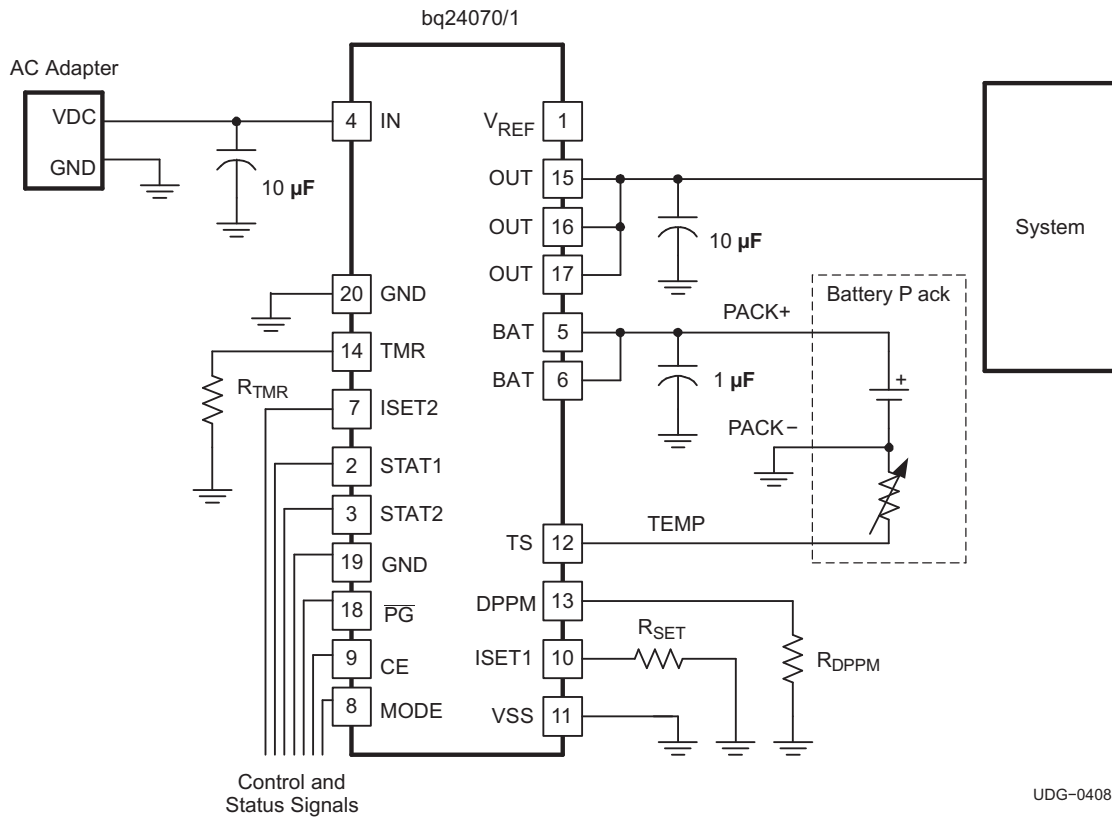 bq24070/1
AC Adapter
VDC
GND
10 µF
4 IN
20 GND
14 TMR
RTMR
7 ISET2
2 STAT1
3 STAT2
19 GND
18 PG
9 CE
8 MODE
Control and
Status Signals
VREF 1
OUT 15
OUT 16
OUT 17
10 µF
System
BAT 5
BAT 6
PACK+
1 µF
Battery P ack
+
PACK−
TEMP
TS 12
DPPM 13
RSET
ISET1 10
RDPPM
VSS 11
UDG−0408